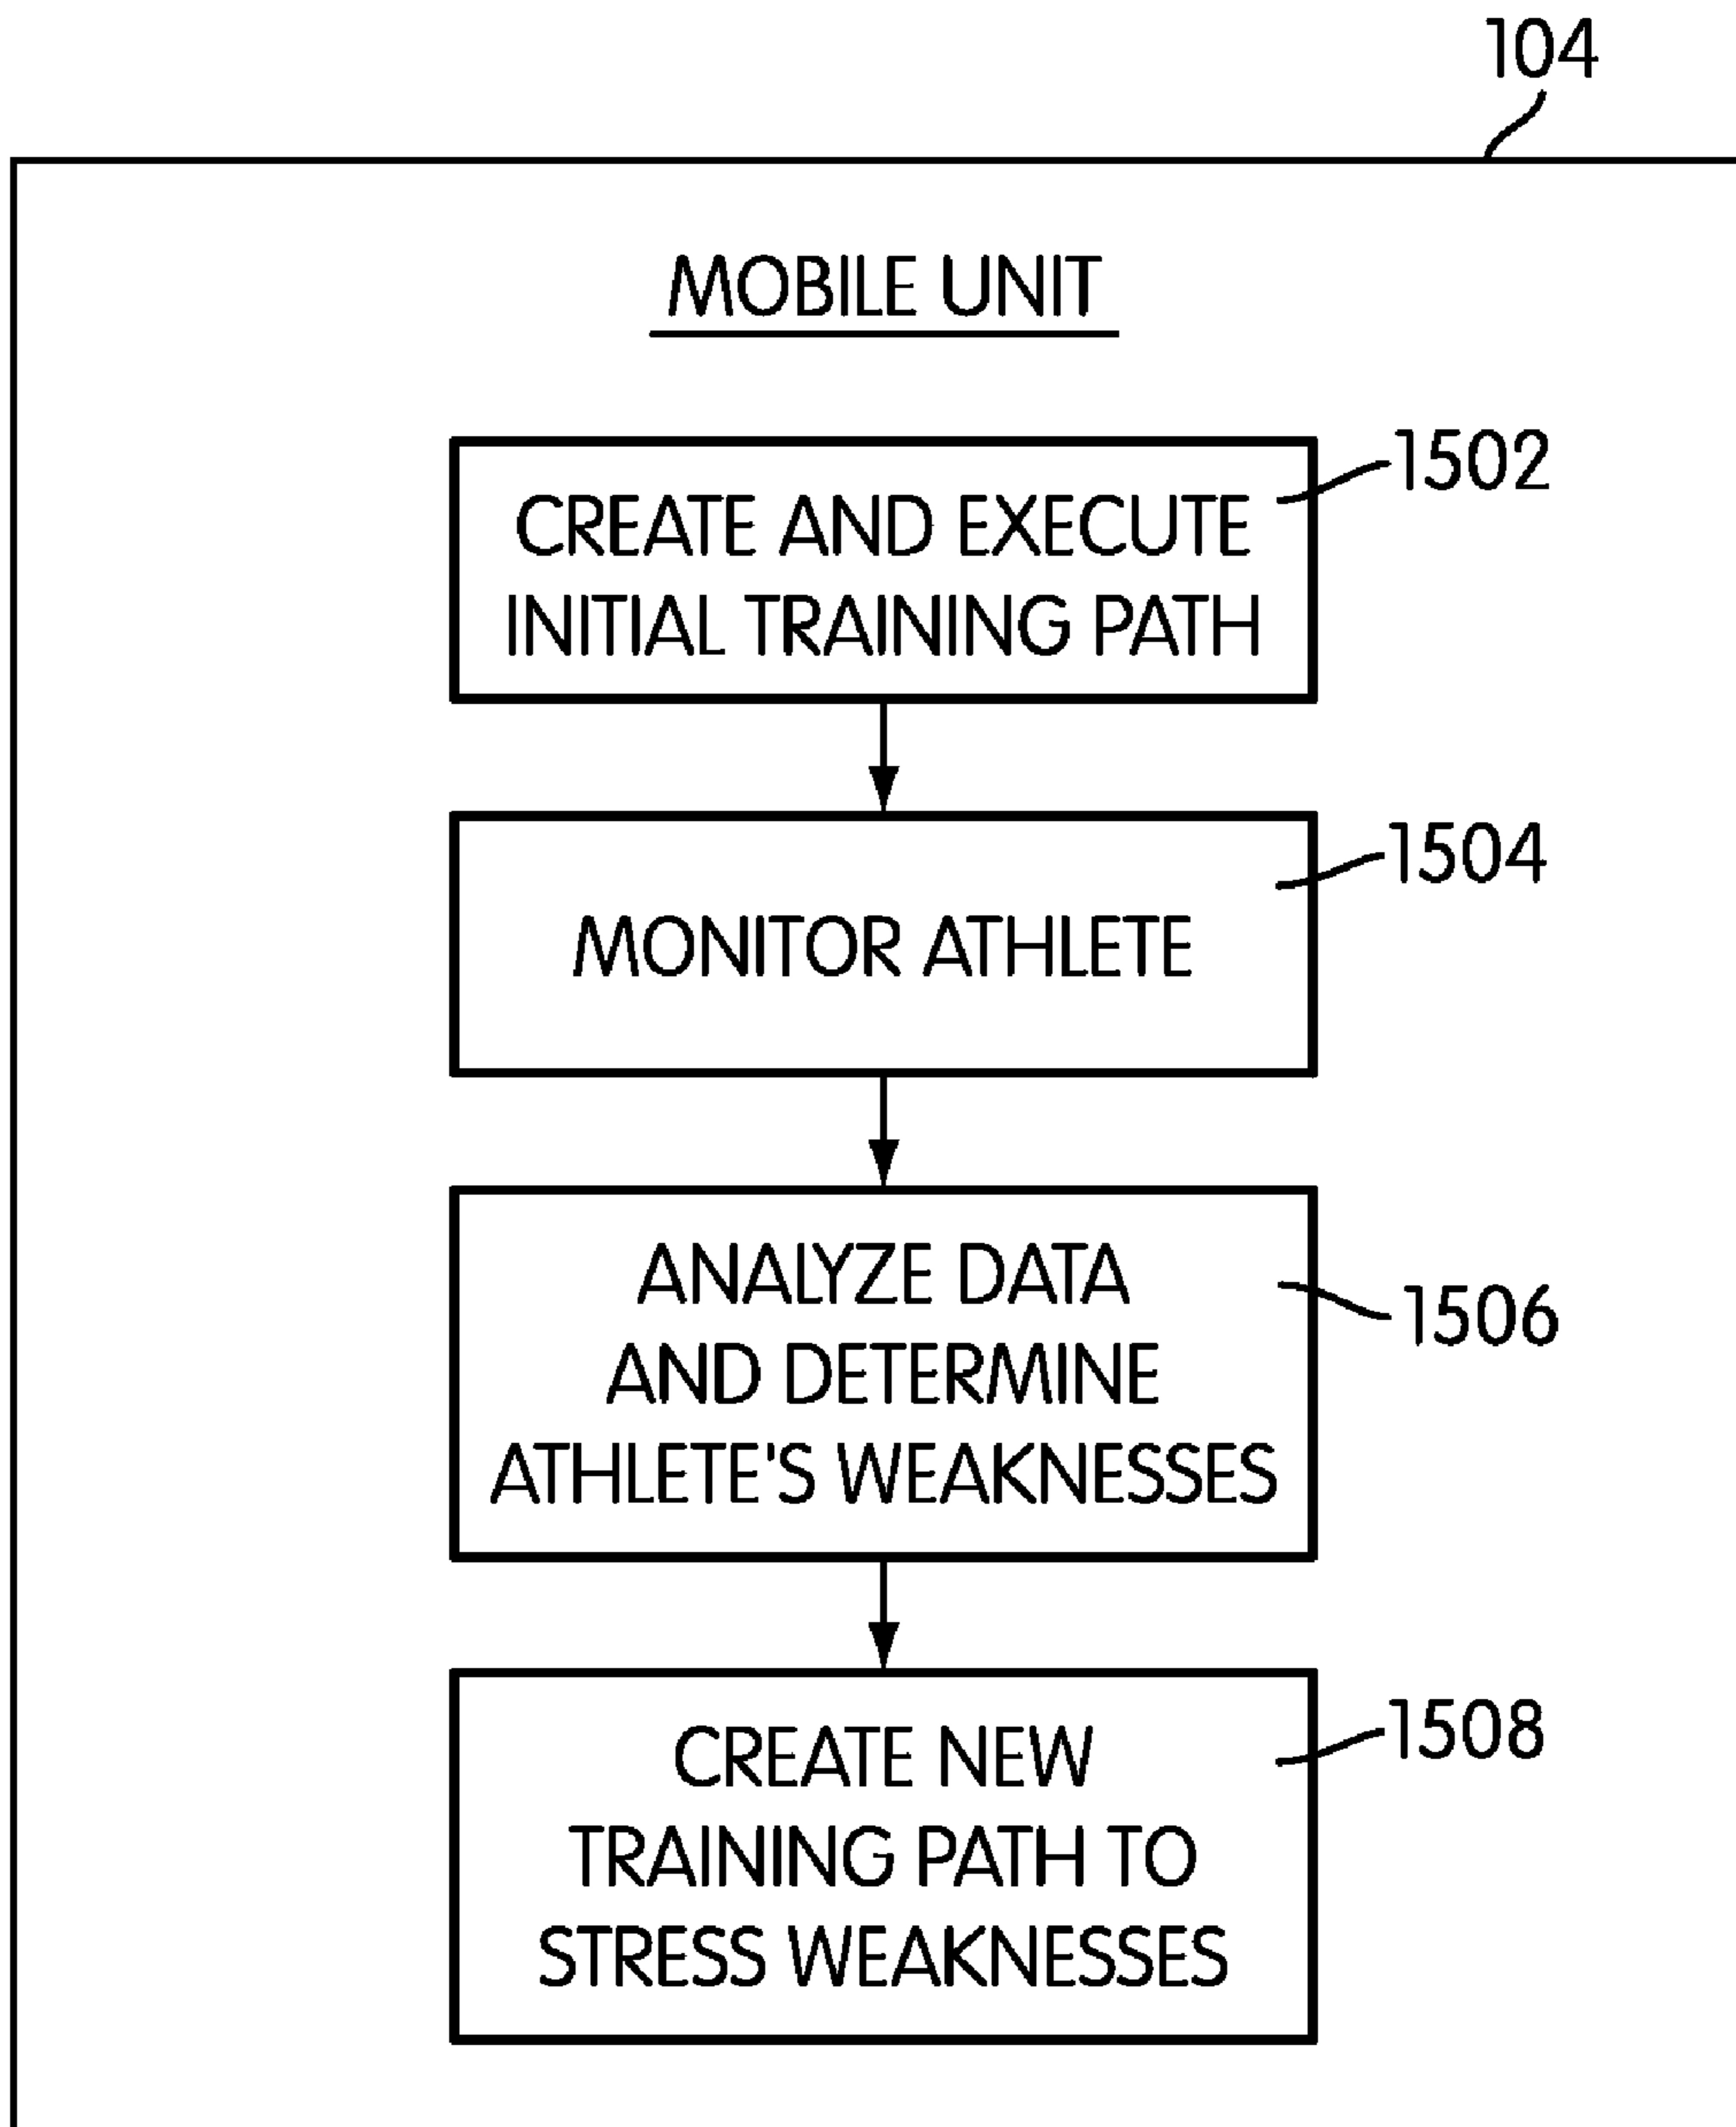 104
MOBILE UNIT
1502
CREATE AND EXECUTE
INITIAL TRAINING PATH
1504
MONITOR ATHLETE
ANALYZE DATA
1506
AND DETERMINE
ATHLETE'S WEAKNESSES
1508
CREATE NEW
TRAINING PATH TO
STRESS WEAKNESSES